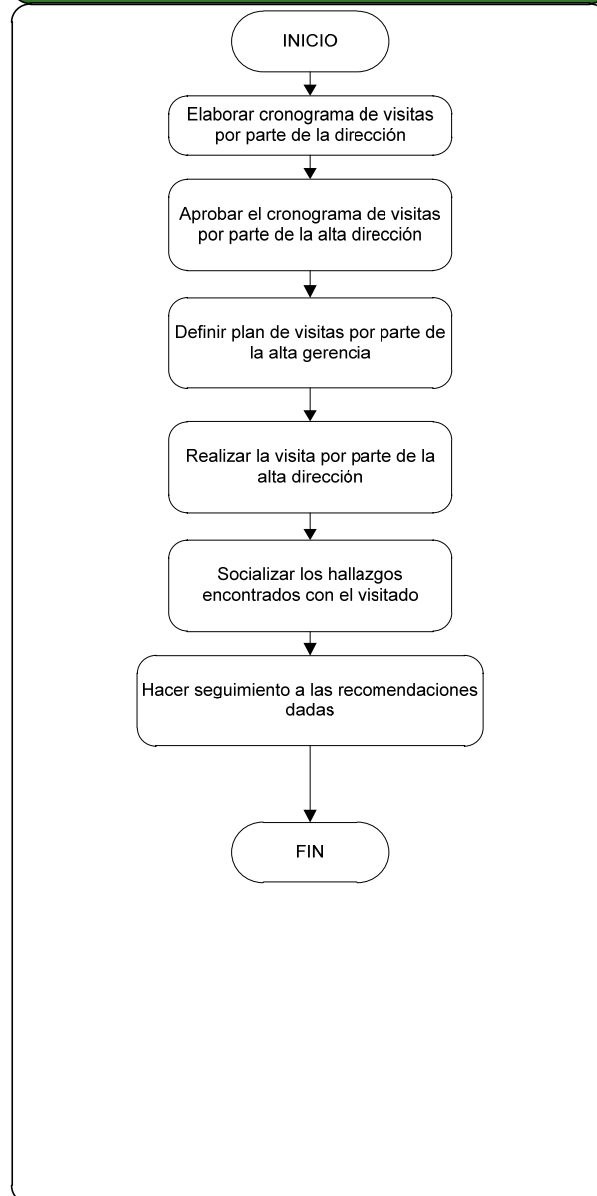 INICIO
Elaborar cronograma de visitas
por parte de la dirección
Aprobar el cronograma de visitas
por parte de la alta dirección
Definir plan de visitas por parte de
la alta gerencia
Realizar la visita por parte de la
alta dirección
Socializar los hallazgos
encontrados con el visitado
Hacer seguimiento a las recomendaciones
dadas
FIN